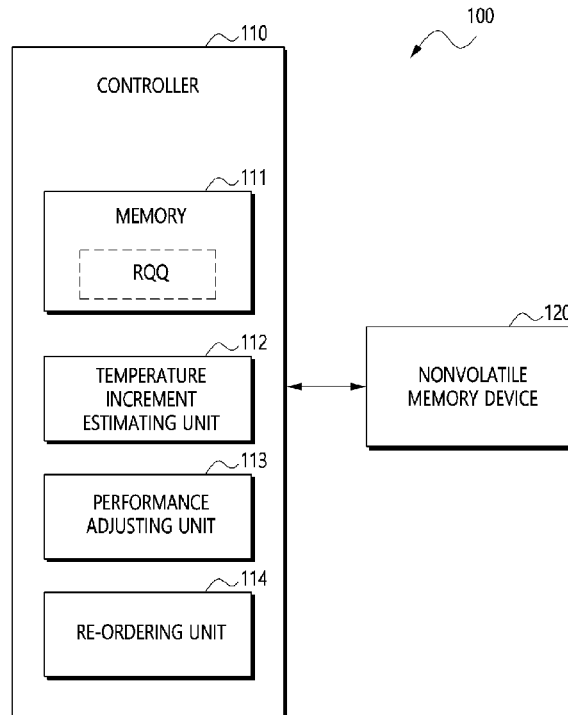 100
110
CONTROLLER
111
MEMORY
RQQ
112
TEMPERATURE
INCREMENT
ESTIMATING UNIT
113
PERFORMANCE
ADJUSTING UNIT
114
RE-ORDERING UNIT
120
NONVOLATILE
MEMORY DEVICE